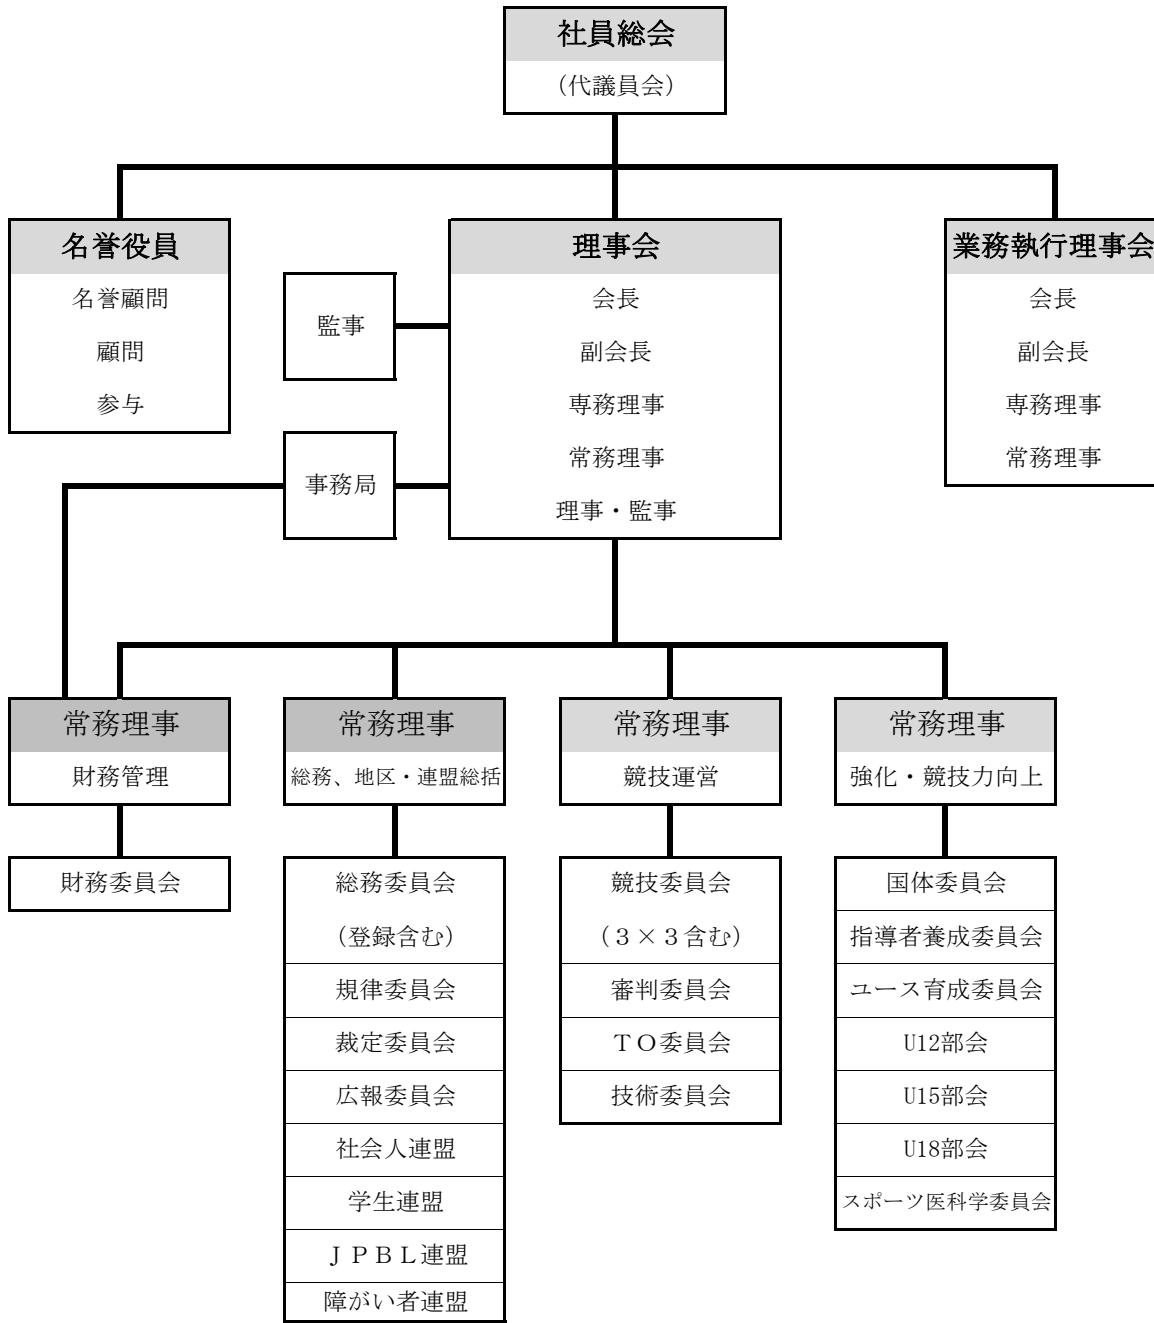 社員総会
（代議員会）
名誉役員
名誉顧問
顧問
参与
監事
事務局
理事会
会長
副会長
専務理事
常務理事
理事・監事
業務執行理事会
会長
副会長
専務理事
常務理事
常務理事
財務管理
財務委員会
常務理事
総務、地区・連盟総括
総務委員会
（登録含む）
規律委員会
裁定委員会
広報委員会
社会人連盟
学生連盟
ＪＰＢＬ連盟
障がい者連盟
常務理事
競技運営
競技委員会
（３×３含む）
審判委員会
ＴＯ委員会
技術委員会
常務理事
強化・競技力向上
国体委員会
指導者養成委員会
ユース育成委員会
U12部会
U15部会
U18部会
スポーツ医科学委員会